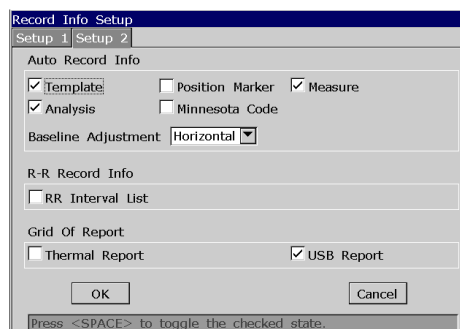 Record Info Setup
Setup 1 Setup 2
Auto Record Info
Template Position Marker Measure
Analysis Minnesota Code
Baseline Adjustment Horizontal
R-R Record Info
RR Interval List
Grid Of Report
Thermal Report USB Report
OK Cancel
Press <SPACE> to toggle the checked state.